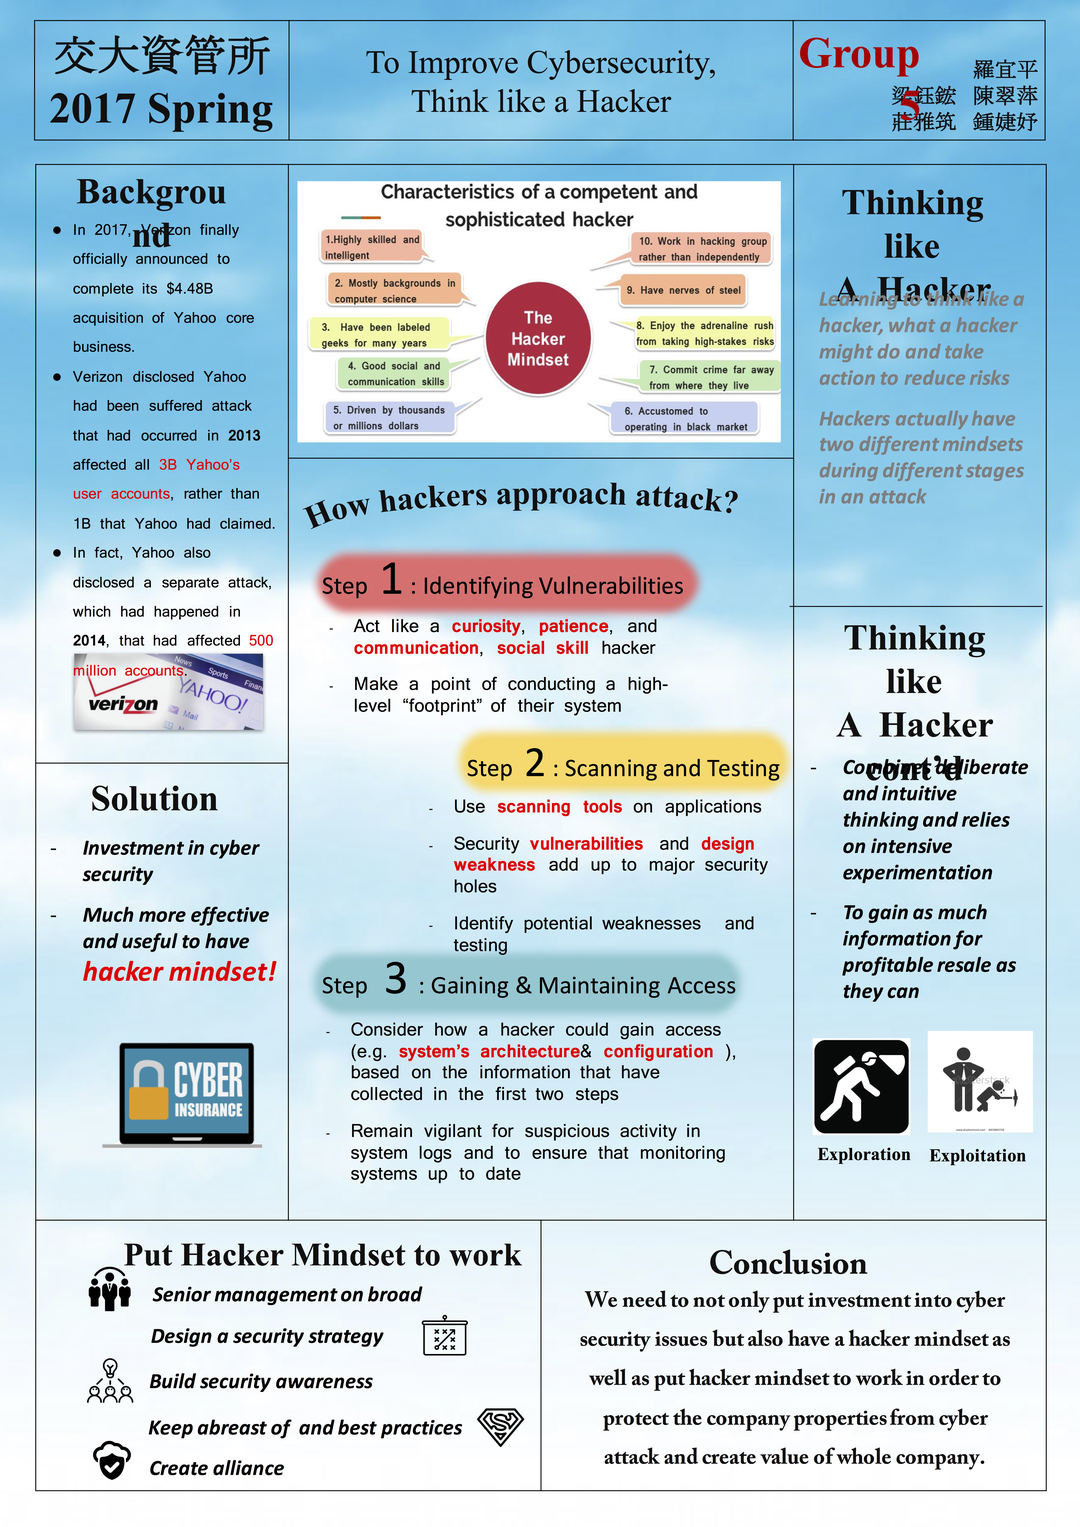 交大資管所
2017 Spring
To Improve Cybersecurity,
Think like a Hacker
Group
5
羅宜平
梁鈺鋐 陳翠萍
莊雅筑 鍾婕妤
Backgrou
nd
● In 2017, Verizon finally
officially announced to
complete its $4.48B
acquisition of Yahoo core
business.
● Verizon disclosed Yahoo
had been suffered attack
that had occurred in 2013
affected all 3B Yahoo's
user accounts, rather than
1B that Yahoo had claimed.
● In fact, Yahoo also
disclosed a separate attack,
which had happened in
2014, that had affected 500
million accounts.
News
Sports
Finan
YAHOO!
Mail
verizon
Solution
- Investment in cyber
security
- Much more effective
and useful to have
hacker mindset!
CYBER
INSURANCE
Characteristics of a competent and
sophisticated hacker
1.Highly skilled and
intelligent
2. Mostly backgrounds in
computer science
3. Have been labeled
geeks for many years
4. Good social and
communication skills
5. Driven by thousands
or millions dollars
The
Hacker
Mindset
10. Work in hacking group
rather than independently
9. Have nerves of steel
8. Enjoy the adrenaline rush
from taking high-stakes risks
7. Commit crime far away
from where they live
6. Accustomed to
operating in black market
How hackers approach attack?
Step 1 : Identifying Vulnerabilities
- Act like a curiosity, patience, and
communication, social skill hacker
- Make a point of conducting a high-
level “footprint” of their system
Step 2 : Scanning and Testing
- Use scanning tools on applications
- Security vulnerabilities and design
weakness add up to major security
holes
- Identify potential weaknesses and
testing
Step 3 : Gaining & Maintaining Access
- Consider how a hacker could gain access
(e.g. system's architecture& configuration ),
based on the information that have
collected in the first two steps
- Remain vigilant for suspicious activity in
system logs and to ensure that monitoring
systems up to date
Thinking
like
A Hacker
Learning to think like a
hacker, what a hacker
might do and take
action to reduce risks
Hackers actually have
two different mindsets
during different stages
in an attack
Thinking
like
A Hacker
cont'd
- Combines deliberate
and intuitive
thinking and relies
on intensive
experimentation
- To gain as much
information for
profitable resale as
they can
Exploration
Exploitation
Put Hacker Mindset to work
Senior management on broad
Design a security strategy
Build security awareness
Keep abreast of and best practices
Create alliance
Conclusion
We need to not only put investment into cyber
security issues but also have a hacker mindset as
well as put hacker mindset to work in order to
protect the company properties from cyber
attack and create value of whole company.